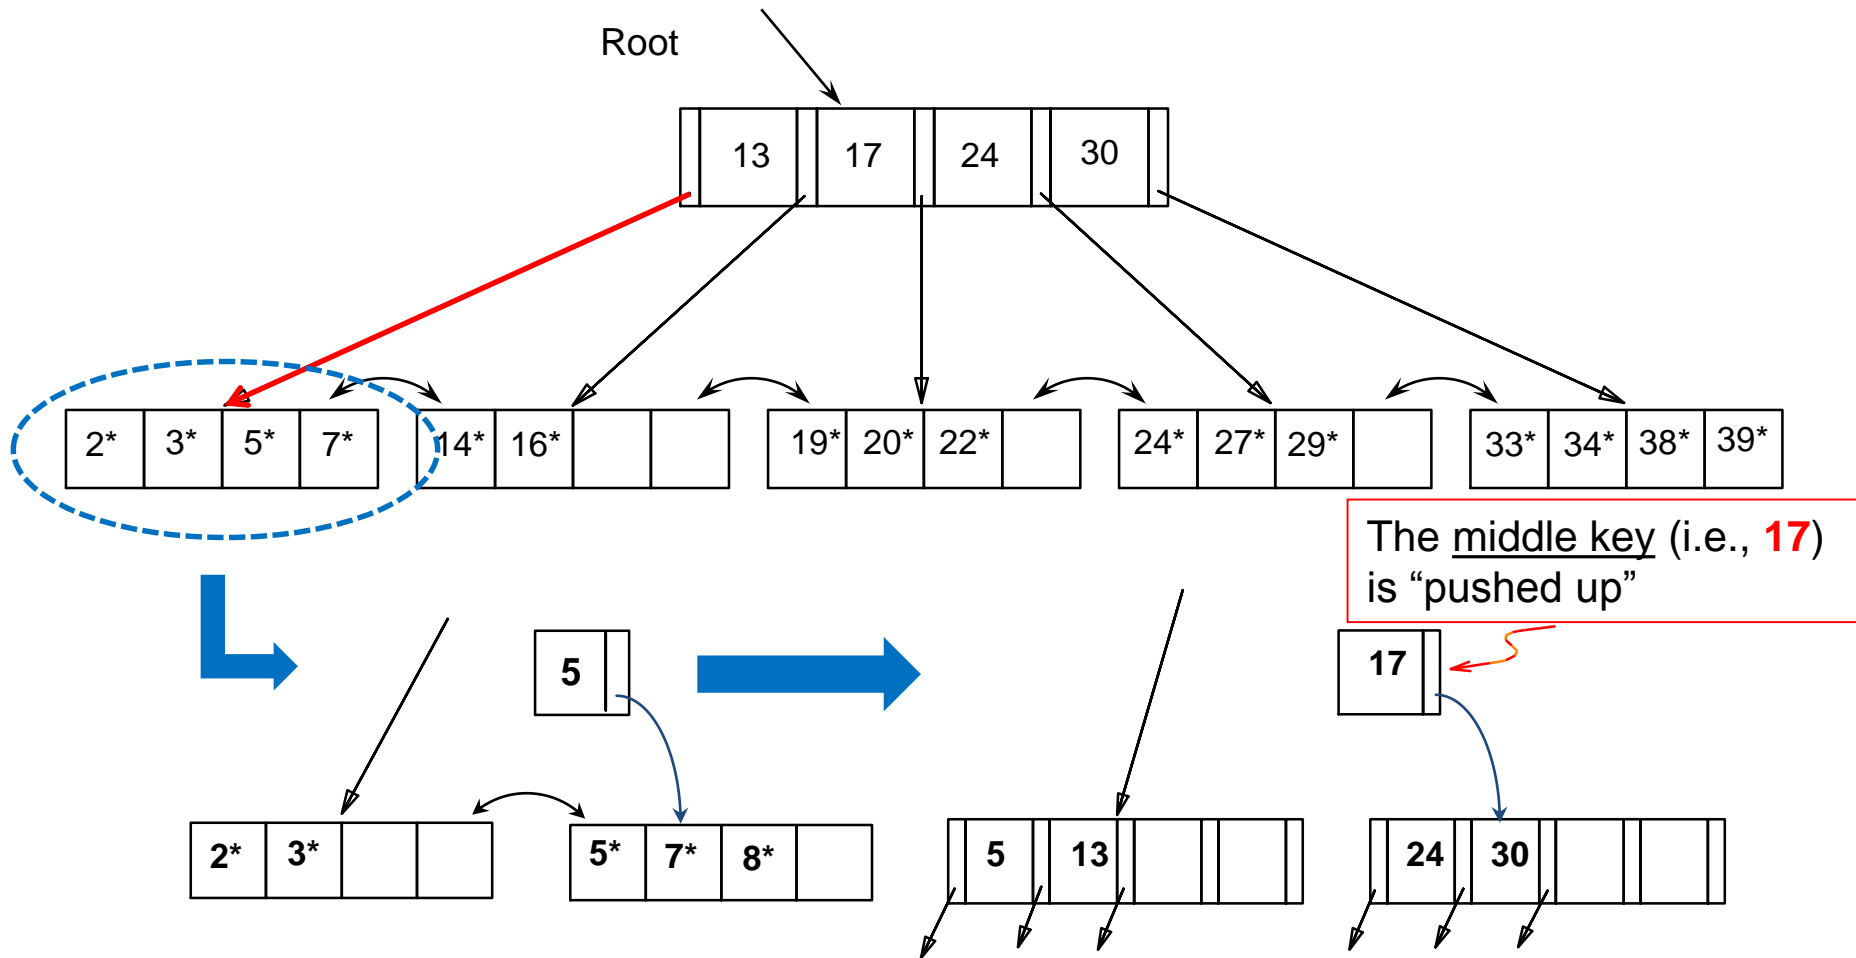 Root
13 17 24 30
2* 3* 5* 7* 14* 16* 19* 20* 22* 24* 27* 29* 33* 34* 38* 39*
The middle key (i.e., 17)
is “pushed up”
5
17
2* 3* 5* 7* 8* 5 13 24 30